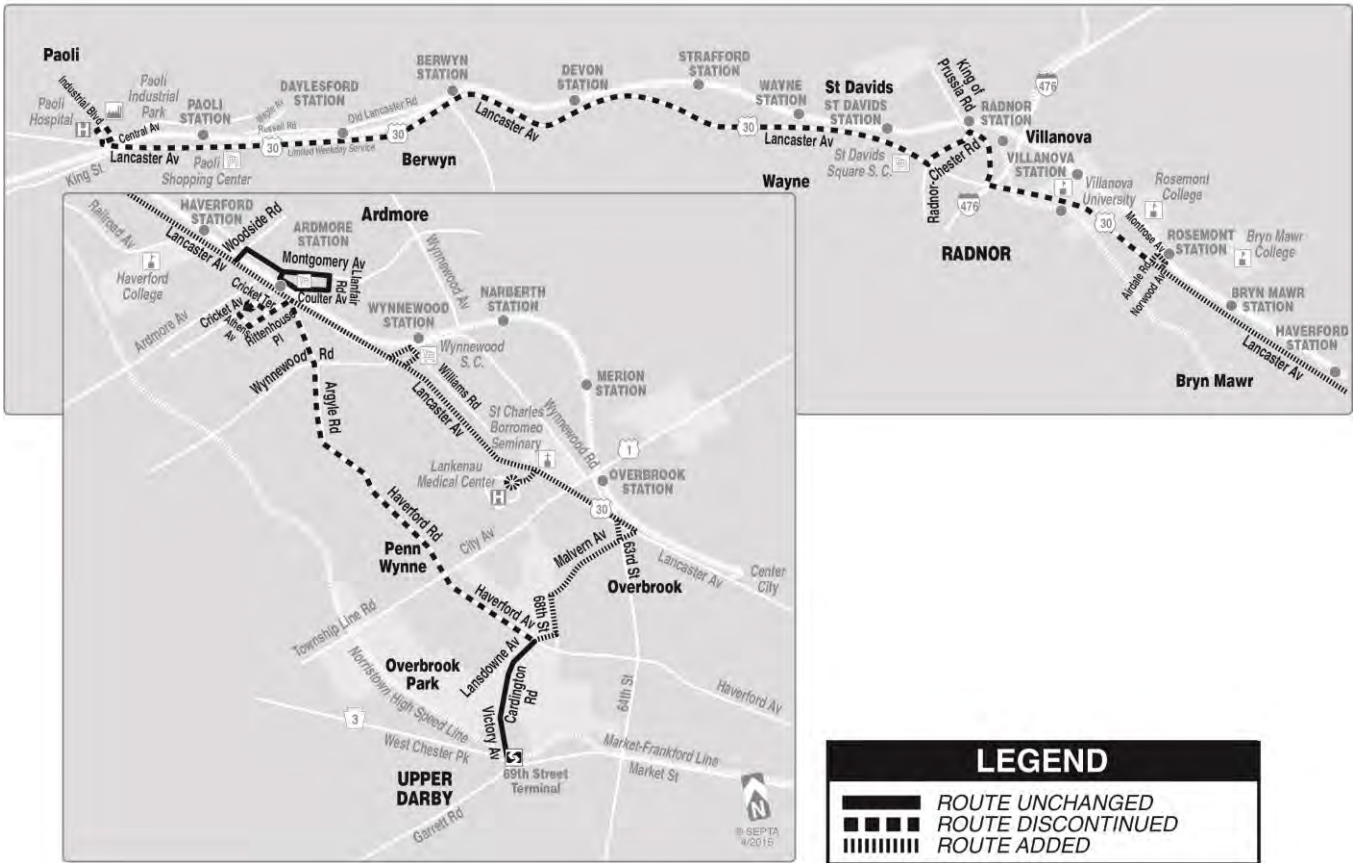 Paoli
Industrial Blvd
Paoli
Hospital
H
Paoli
Industrial
Park
Central Av
PAOLI
STATION
Lancaster Av
King St
Paoli
Shopping Center
Maple Av
Russell Rd
Limited Weekday Service
DAYLESFORD
STATION
Old Lancaster Rd
30
30
BERWYN
STATION
Lancaster Av
Berwyn
DEVON
STATION
STRAFFORD
STATION
WAYNE
STATION
30
Lancaster Av
Wayne
St Davids
ST DAVIDS
STATION
St Davids
Square S. C.
Radnor-Chester Rd
Radnor-Chester Rd
King of
Prussia Rd
RADNOR
STATION
476
476
Villanova
VILLANOVA
STATION
Villanova
University
RADNOR
30
Rosemont
College
Montrose Av
ROSEMONT
STATION
Airdale Rd
Norwood Av
Bryn Mawr
College
BRYN MAWR
STATION
HAVERFORD
STATION
Lancaster Av
Bryn Mawr
Railroad Av
HAVERFORD
STATION
Lancaster Av
Haverford
College
Woodside Rd
Ardmore
ARDMORE
STATION
Montgomery Av
Llanfair
Rd
Coulter Av
Cricket Ter
Cricket Av
Athens
Av
Rittenhouse
Pl
Ardmore Av
Wynnewood Rd
Argyle Rd
Wynnewood Av
WYNNEWOOD
STATION
Wynnewood
S. C.
NARBERTH
STATION
MERION
STATION
Williams Rd
Lancaster Av
Wynnewood Rd
St Charles
Borromeo
Seminary
Lankenau
Medical Center
H
1
OVERBROOK
STATION
30
Haverford Rd
Penn
Wynne
City Av
Malvern Av
63rd St
Overbrook
Lancaster Av
Center
City
Haverford Av
68th St
Township Line Rd
Norristown High Speed Line
Overbrook
Park
Lansdowne Av
Cardington
Rd
Victory Av
64th St
Haverford Av
3
West Chester Pk
69th Street
Terminal
Market-Frankford Line
Market St
UPPER
DARBY
Garrett Rd
N
© SEPTA
4/2016
LEGEND
ROUTE UNCHANGED
ROUTE DISCONTINUED
ROUTE ADDED